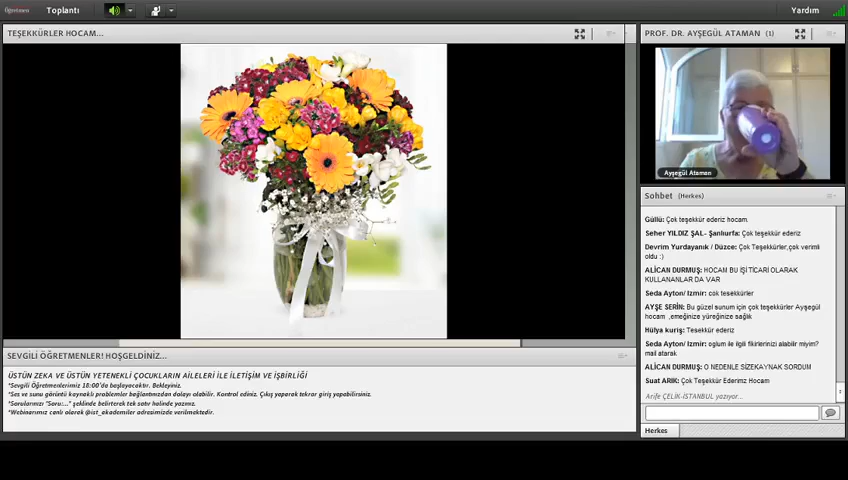 Öğretmen Toplantı Yardım
TEŞEKKÜRLER HOCAM...
PROF. DR. AYŞEGÜL ATAMAN (1)
Ayşegül Ataman
Sohbet (Herkes)
Güllü: Çok teşekkür ederiz hocam.
Seher YILDIZ ŞAL- Şanlıurfa: Çok teşekkür ederiz
Devrim Yurdayanık / Düzce: Çok Teşekkürler,çok verimli
oldu :)
ALİCAN DURMUŞ: HOCAM BU İŞİ TİCARİ OLARAK
KULLANANLAR DA VAR
Seda Ayton/ Izmir: cok tesekkürler
AYŞE SERİN: Bu güzel sunum için çok teşekkürler Ayşegül
hocam ,emeğinize yüreğinize sağlık
Hülya kuriş: Tesekkür ederiz
Seda Ayton/ Izmir: oglum ile ilgili fikirlerinizi alabilir miyim?
mail atarak
ALİCAN DURMUŞ: O NEDENLE SİZEKAYNAK SORDUM
Suat ARIK: Çok Teşekkür Ederimz Hocam
Arife ÇELİK-İSTANBUL yazıyor...
Herkes
SEVGİLİ ÖĞRETMENLER! HOŞGELDİNİZ...
ÜSTÜN ZEKA VE ÜSTÜN YETENEKLİ ÇOCUKLARIN AİLELERİ İLE İLETİŞİM VE İŞBİRLİĞİ
*Sevgili Öğretmenlerimiz 18:00'da başlayacaktır. Bekleyiniz.
*Ses ve sunu görüntü kaynaklı problemler bağlantınızdan dolayı olabilir. Kontrol ediniz. Çıkış yaparak tekrar giriş yapabilirsiniz.
*Sorularınızı "Soru:..." şeklinde belirterek tek satır halinde yazınız.
*Webinarımız canlı olarak @ist_akademiler adresimizde verilmektedir.